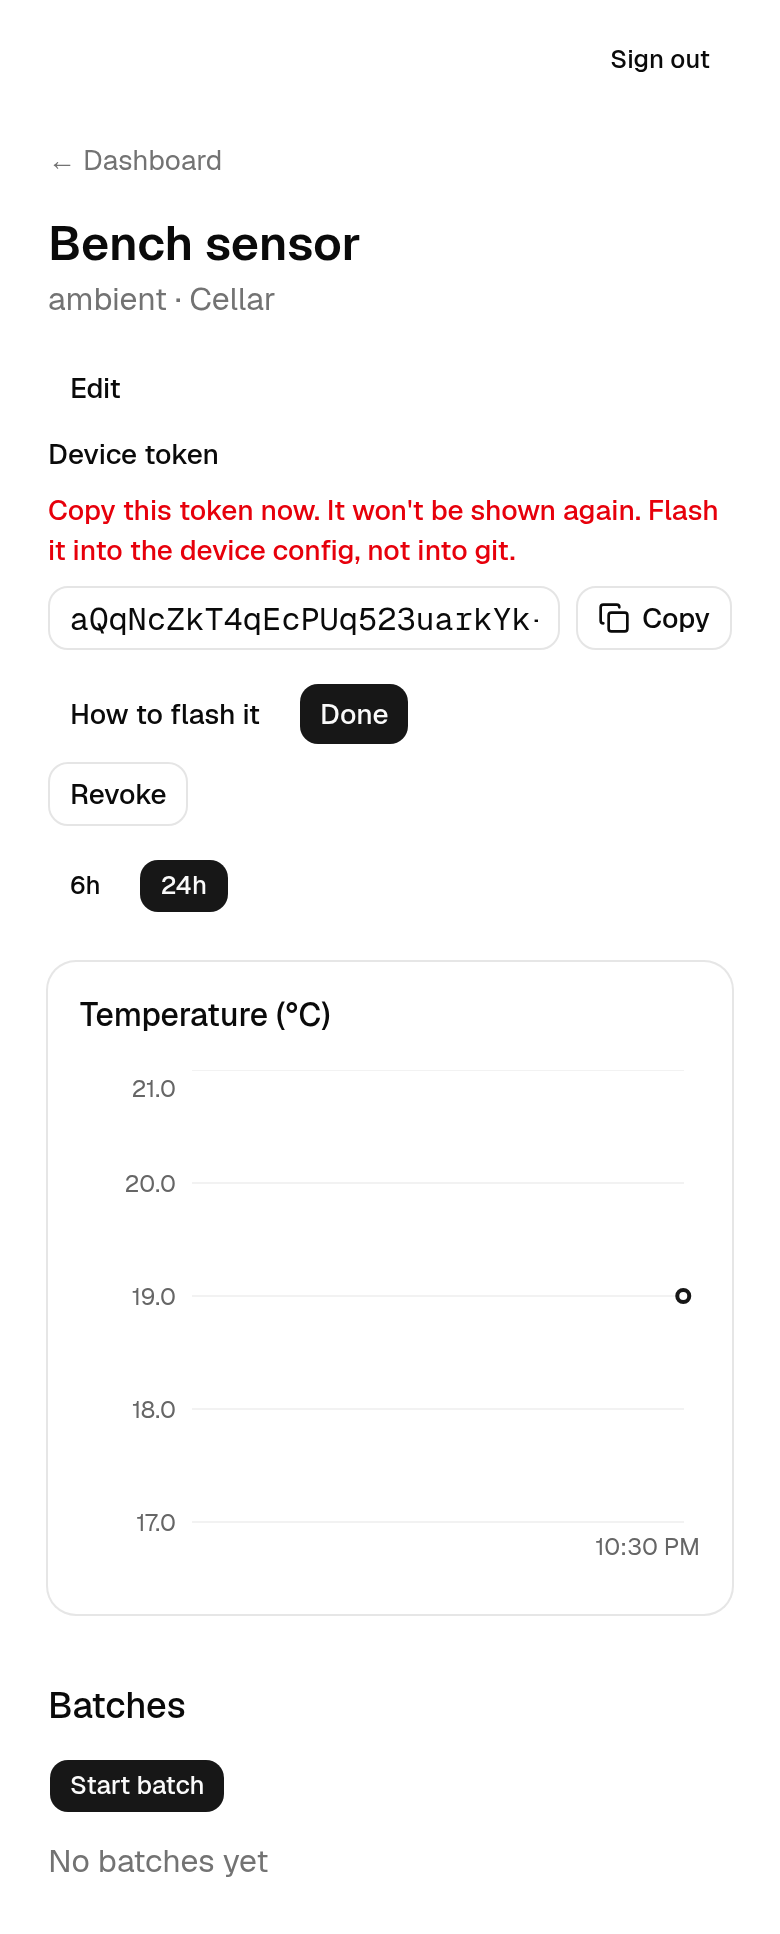 Sign out
← Dashboard
Bench sensor
ambient · Cellar
Edit
Device token
Copy this token now. It won't be shown again. Flash
it into the device config, not into git.
aQqNcZkT4qEcPUq523uarkYk-
Copy
How to flash it
Done
Revoke
6h
24h
Temperature (°C)
21.0
20.0
19.0
18.0
17.0
10:30 PM
Batches
Start batch
No batches yet